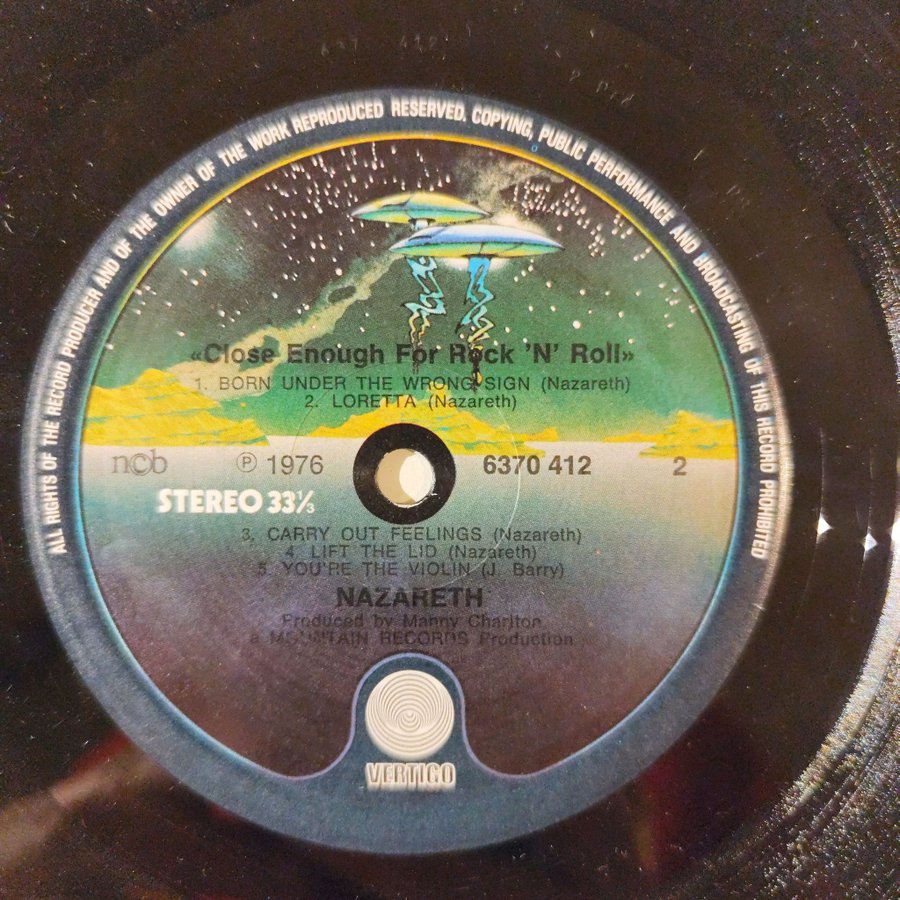 ALL RIGHTS OF THE RECORD PRODUCER AND OF THE OWNER OF THE WORK REPRODUCED RESERVED. COPYING, PUBLIC PERFORMANCE AND BROADCASTING OF THIS RECORD PROHIBITED
«Close Enough For Rock 'N' Roll»
1. BORN UNDER THE WRONG SIGN (Nazareth)
2. LORETTA (Nazareth)
ncb ℗ 1976 6370 412 2
STEREO 33⅓
3. CARRY OUT FEELINGS (Nazareth)
4. LIFT THE LID (Nazareth)
5. YOU'RE THE VIOLIN (J. Barry)
NAZARETH
Produced by Manny Charlton
a MOUNTAIN RECORDS Production
VERTIGO